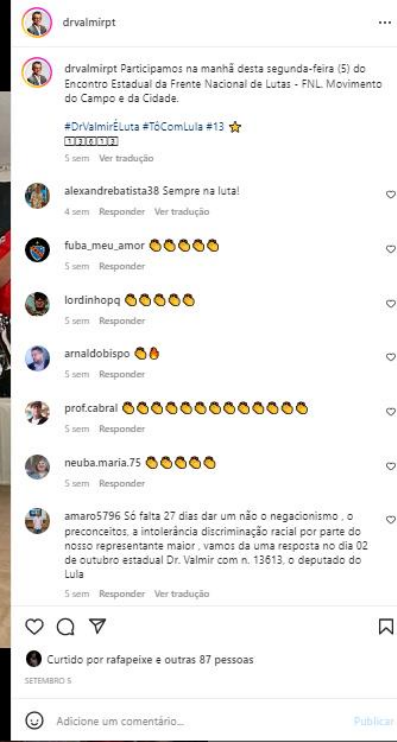 drvalmirpt
drvalmirpt Participamos na manhã desta segunda-feira (5) do
Encontro Estadual da Frente Nacional de Lutas - FNL. Movimento
do Campo e da Cidade.
#DrValmirÉLuta #TôComLula #13 ⭐
1 3 6 1 3
5 sem Ver tradução
alexandrebatista38 Sempre na luta!
4 sem Responder Ver tradução
fuba_meu_amor 👏👏👏👏👏
5 sem Responder
lordinhopq 👏👏👏👏👏
5 sem Responder
arnaldobispo 👏🔥
5 sem Responder
prof.cabral 👏👏👏👏👏👏👏👏👏👏👏👏👏
5 sem Responder
neuba.maria.75 👏👏👏👏👏
5 sem Responder
amaro5796 Só falta 27 dias dar um não o negacionismo , o
preconceitos, a intolerância discriminação racial por parte do
nosso representante maior , vamos da uma resposta no dia 02
de outubro estadual Dr. Valmir com n. 13613, o deputado do
Lula
5 sem Responder Ver tradução
Curtido por rafapeixe e outras 87 pessoas
SETEMBRO 5
Adicione um comentário... Publicar